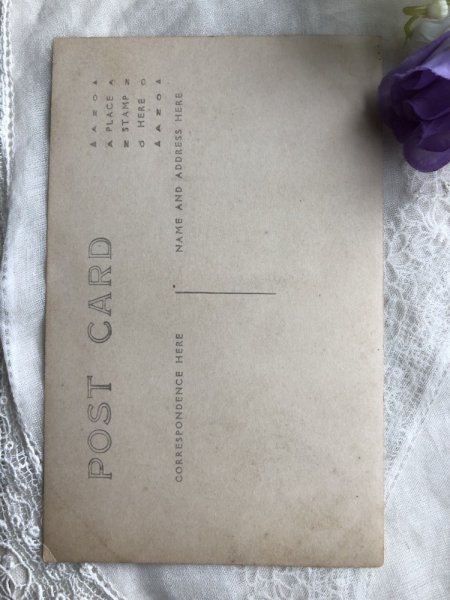 POST CARD
▲ A Z O ▲
A PLACE A
Z STAMP Z
O HERE O
▲ A Z O ▲
CORRESPONDENCE HERE
NAME AND ADDRESS HERE